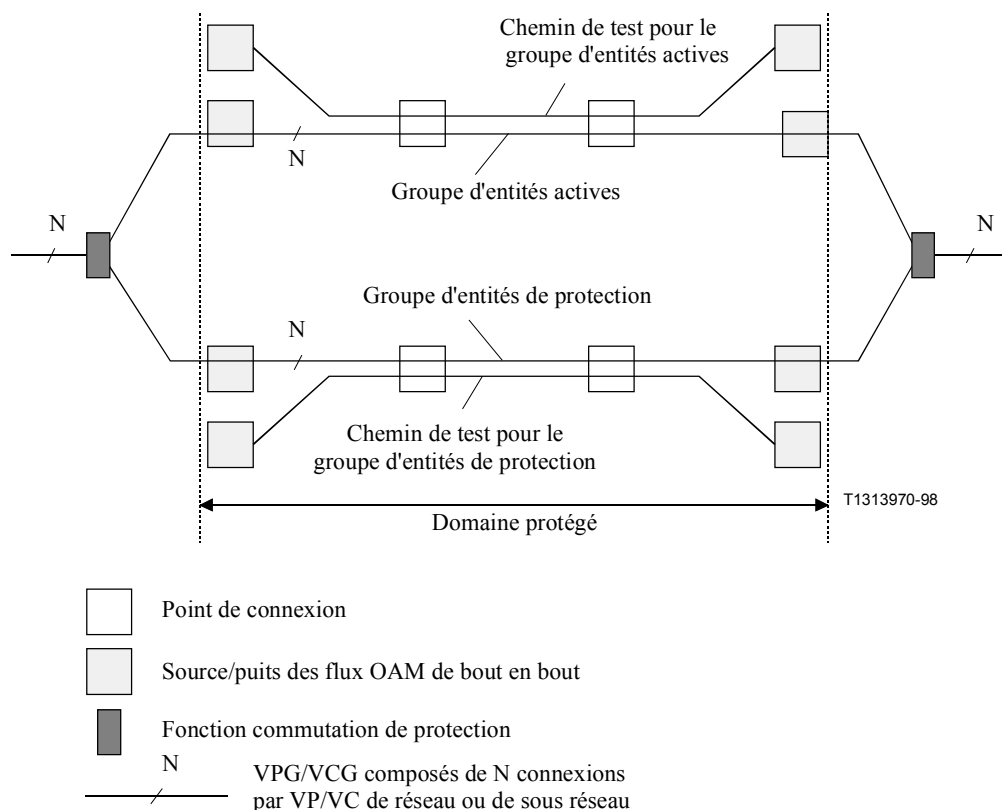 Chemin de test pour le
groupe d'entités actives
N
Groupe d'entités actives
N
N
Groupe d'entités de protection
N
Chemin de test pour le
groupe d'entités de protection
T1313970-98
Domaine protégé
Point de connexion
Source/puits des flux OAM de bout en bout
Fonction commutation de protection
N
VPG/VCG composés de N connexions
par VP/VC de réseau ou de sous réseau